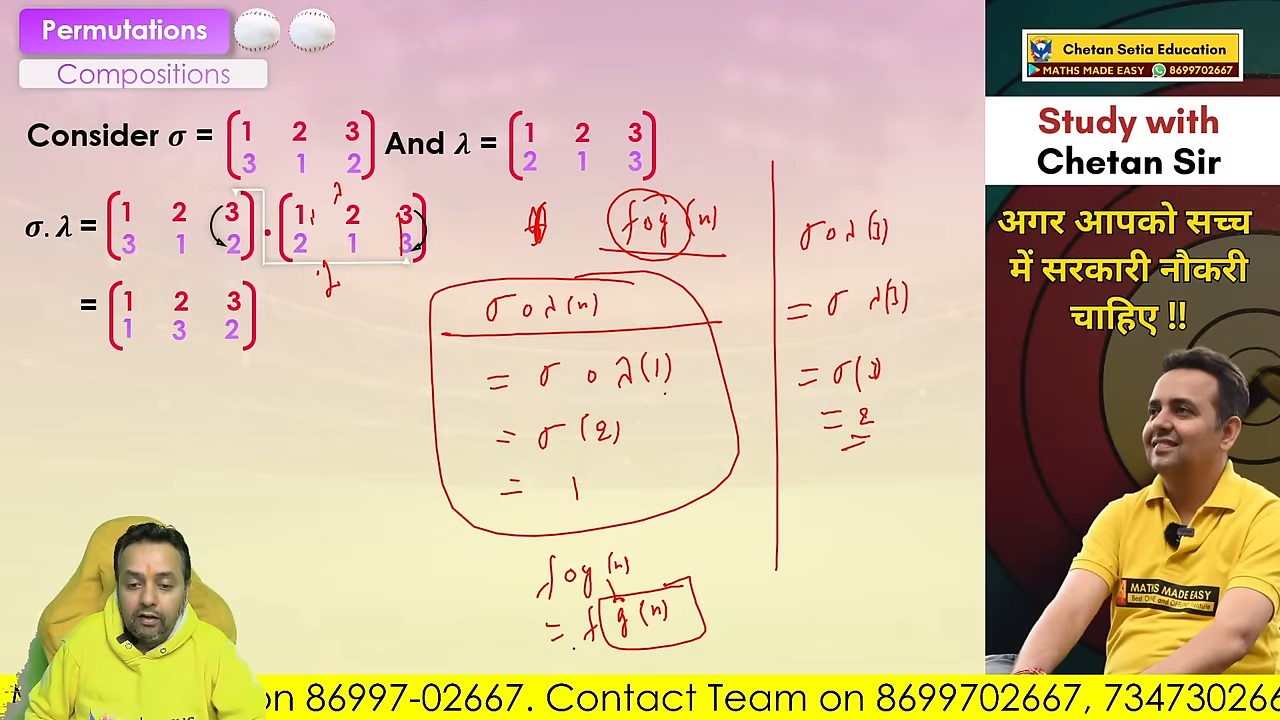 Permutations
Compositions
Consider σ = (1 2 3
3 1 2) And λ = (1 2 3
2 1 3)
σ.λ = (1 2 3
3 1 2) . (1 2 3
2 1 3)
= (1 2 3
1 3 2)
λ
fog (n)
σ o λ (n)
= σ o λ(1)
= σ (2)
= 1
fog (n)
= f g (n)
σ o λ (3)
= σ λ(3)
= σ(3)
= 2
Chetan Setia Education
MATHS MADE EASY 8699702667
Study with
Chetan Sir
अगर आपको सच्च
में सरकारी नौकरी
चाहिए !!
MATHS MADE EASY
on 86997-02667. Contact Team on 8699702667, 734730266